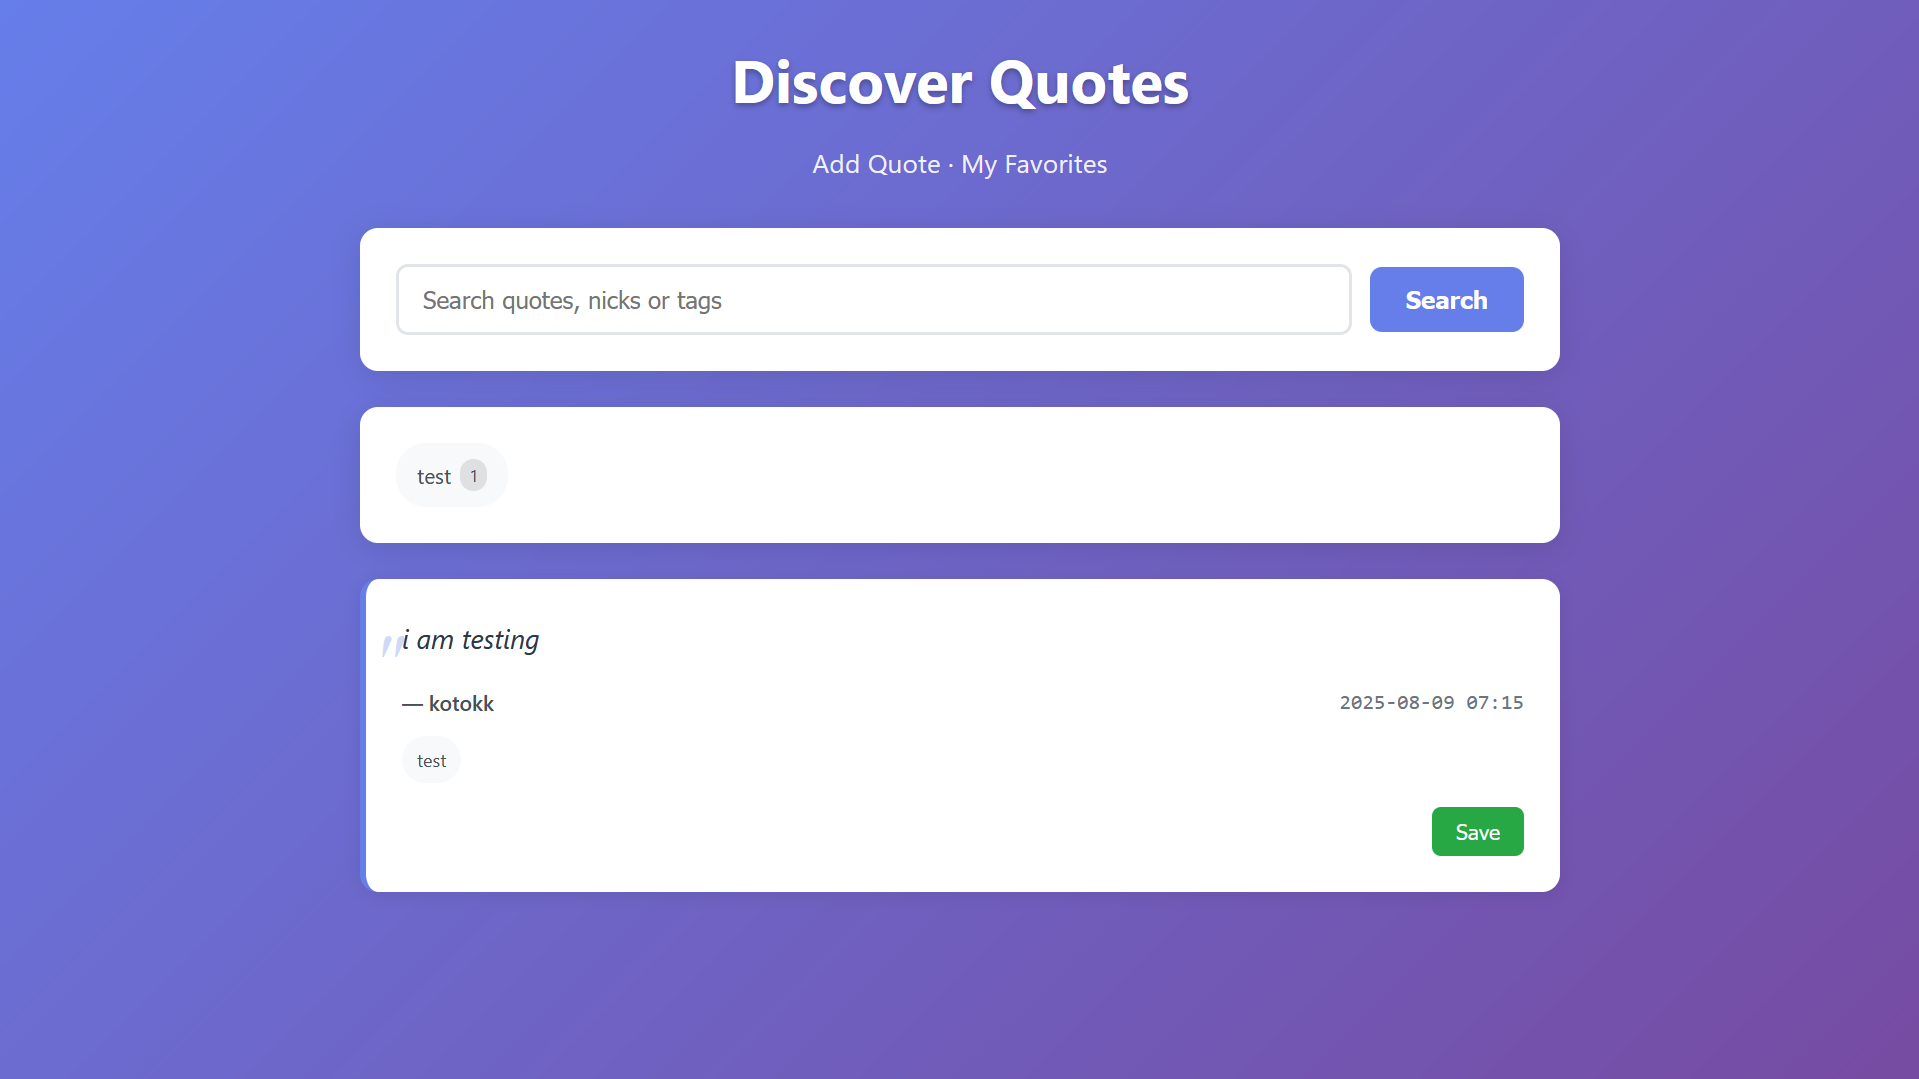 Discover Quotes
Add Quote · My Favorites
Search quotes, nicks or tags
Search
test 1
"i am testing
— kotokk
2025-08-09 07:15
test
Save